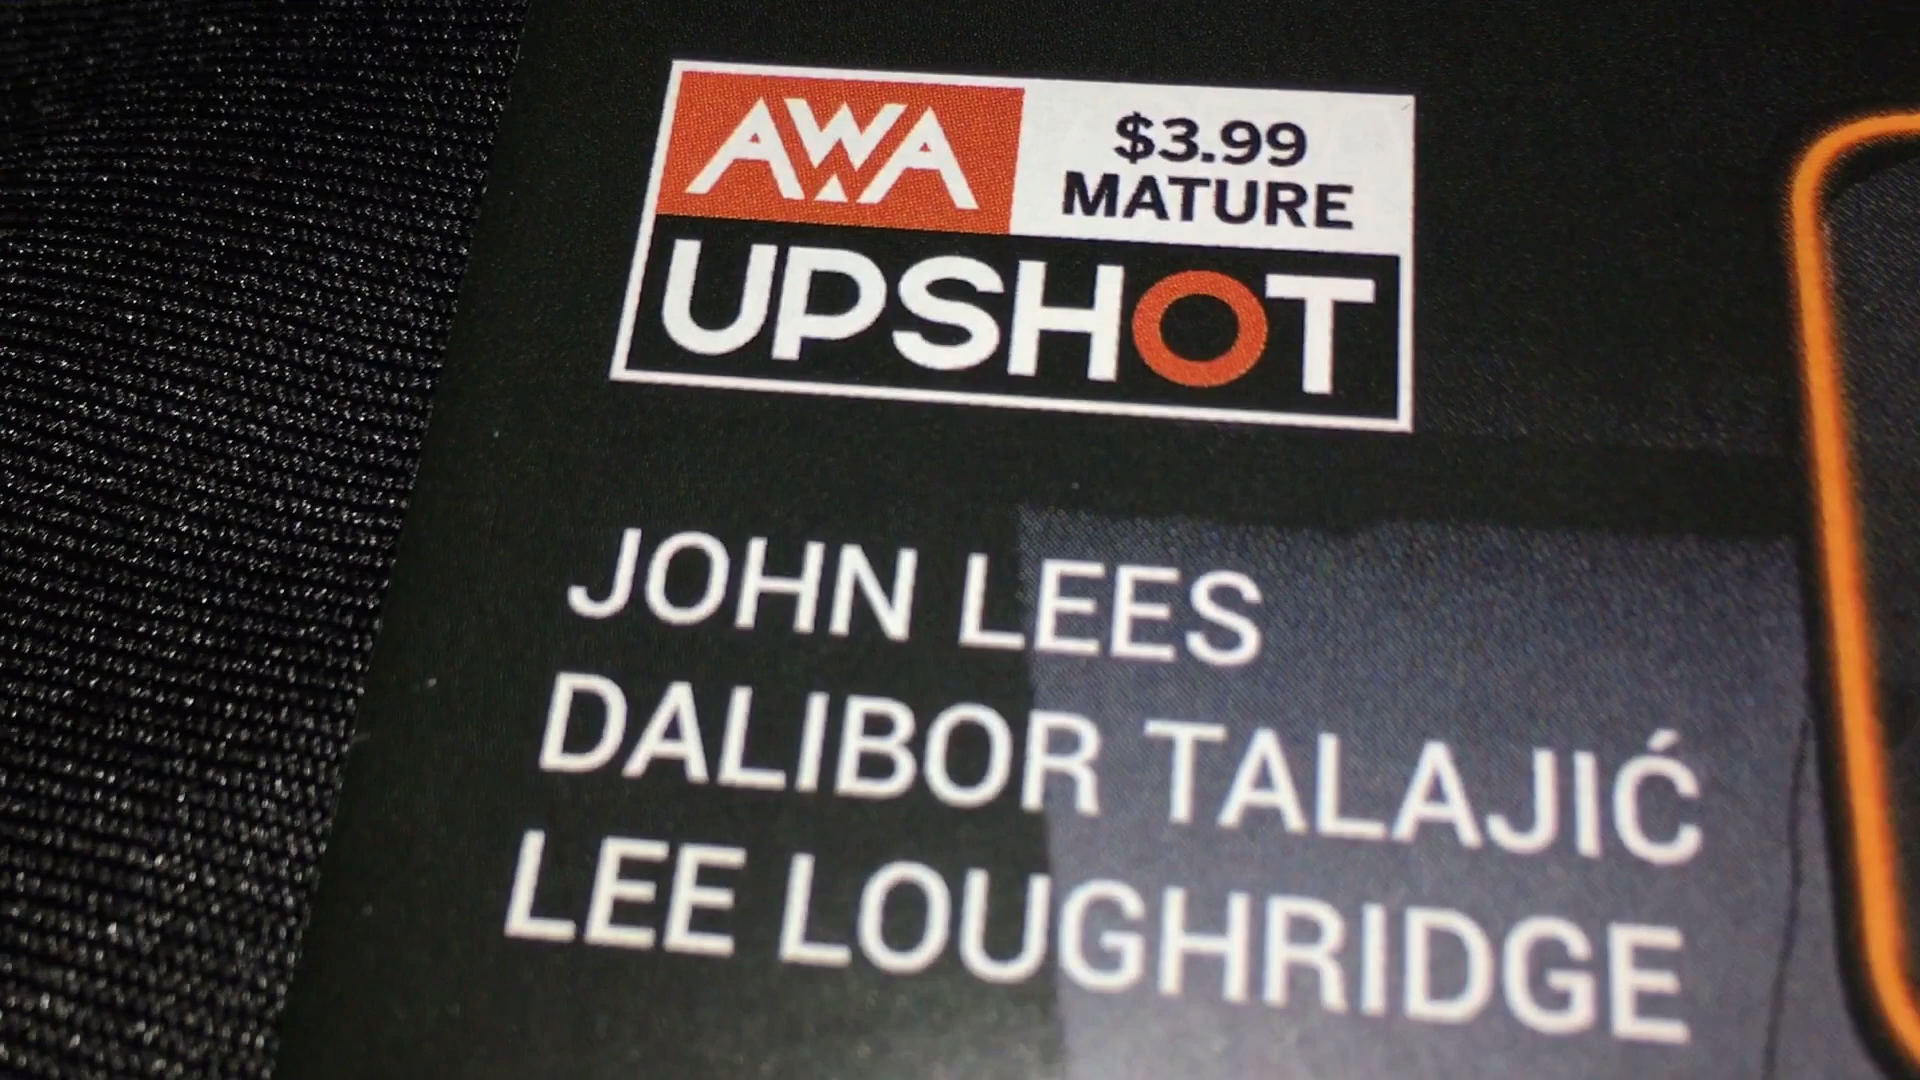 AWA
$3.99
MATURE
UPSHOT
JOHN LEES
DALIBOR TALAJIĆ
LEE LOUGHRIDGE